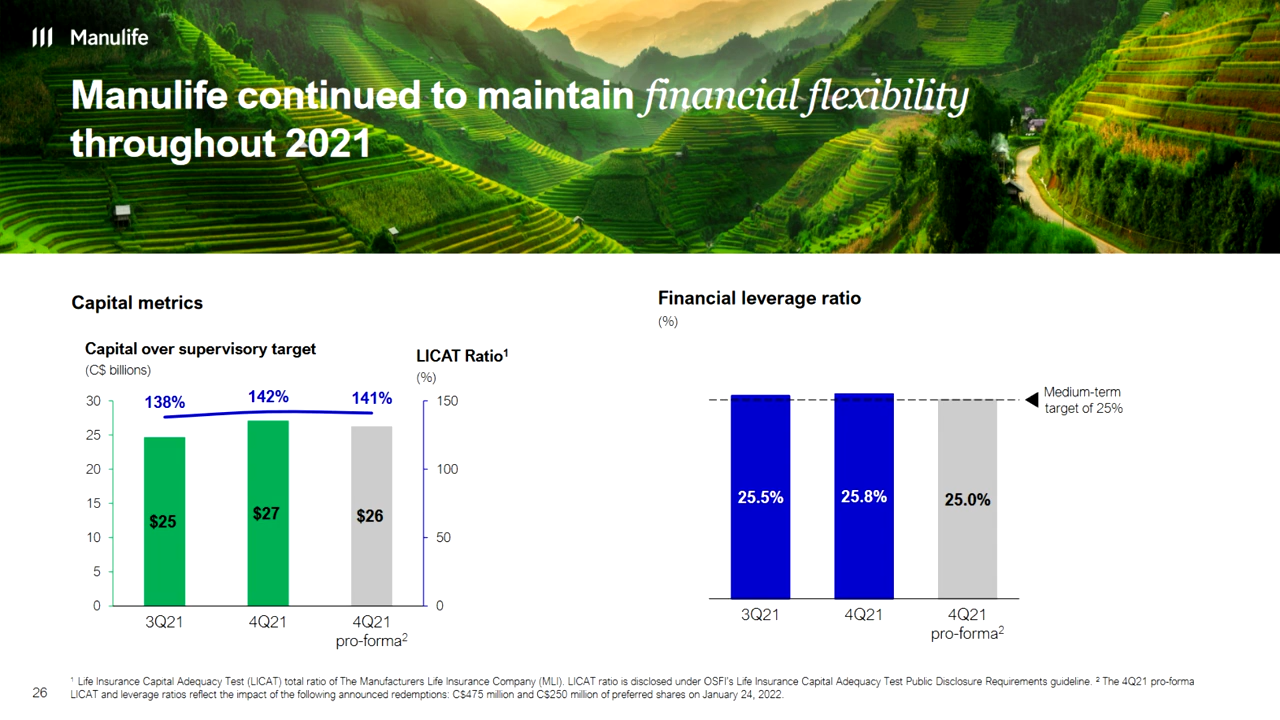 Manulife
Manulife continued to maintain financial flexibility
throughout 2021
Capital metrics
Capital over supervisory target
(C$ billions)
LICAT Ratio¹
(%)
138%
142%
141%
30
25
20
15
10
5
0
150
100
50
0
$25
$27
$26
3Q21
4Q21
4Q21
pro-forma²
Financial leverage ratio
(%)
Medium-term
target of 25%
25.5%
25.8%
25.0%
3Q21
4Q21
4Q21
pro-forma²
¹ Life Insurance Capital Adequacy Test (LICAT) total ratio of The Manufacturers Life Insurance Company (MLI). LICAT ratio is disclosed under OSFI's Life Insurance Capital Adequacy Test Public Disclosure Requirements guideline. ² The 4Q21 pro-forma
LICAT and leverage ratios reflect the impact of the following announced redemptions: C$475 million and C$250 million of preferred shares on January 24, 2022.
26